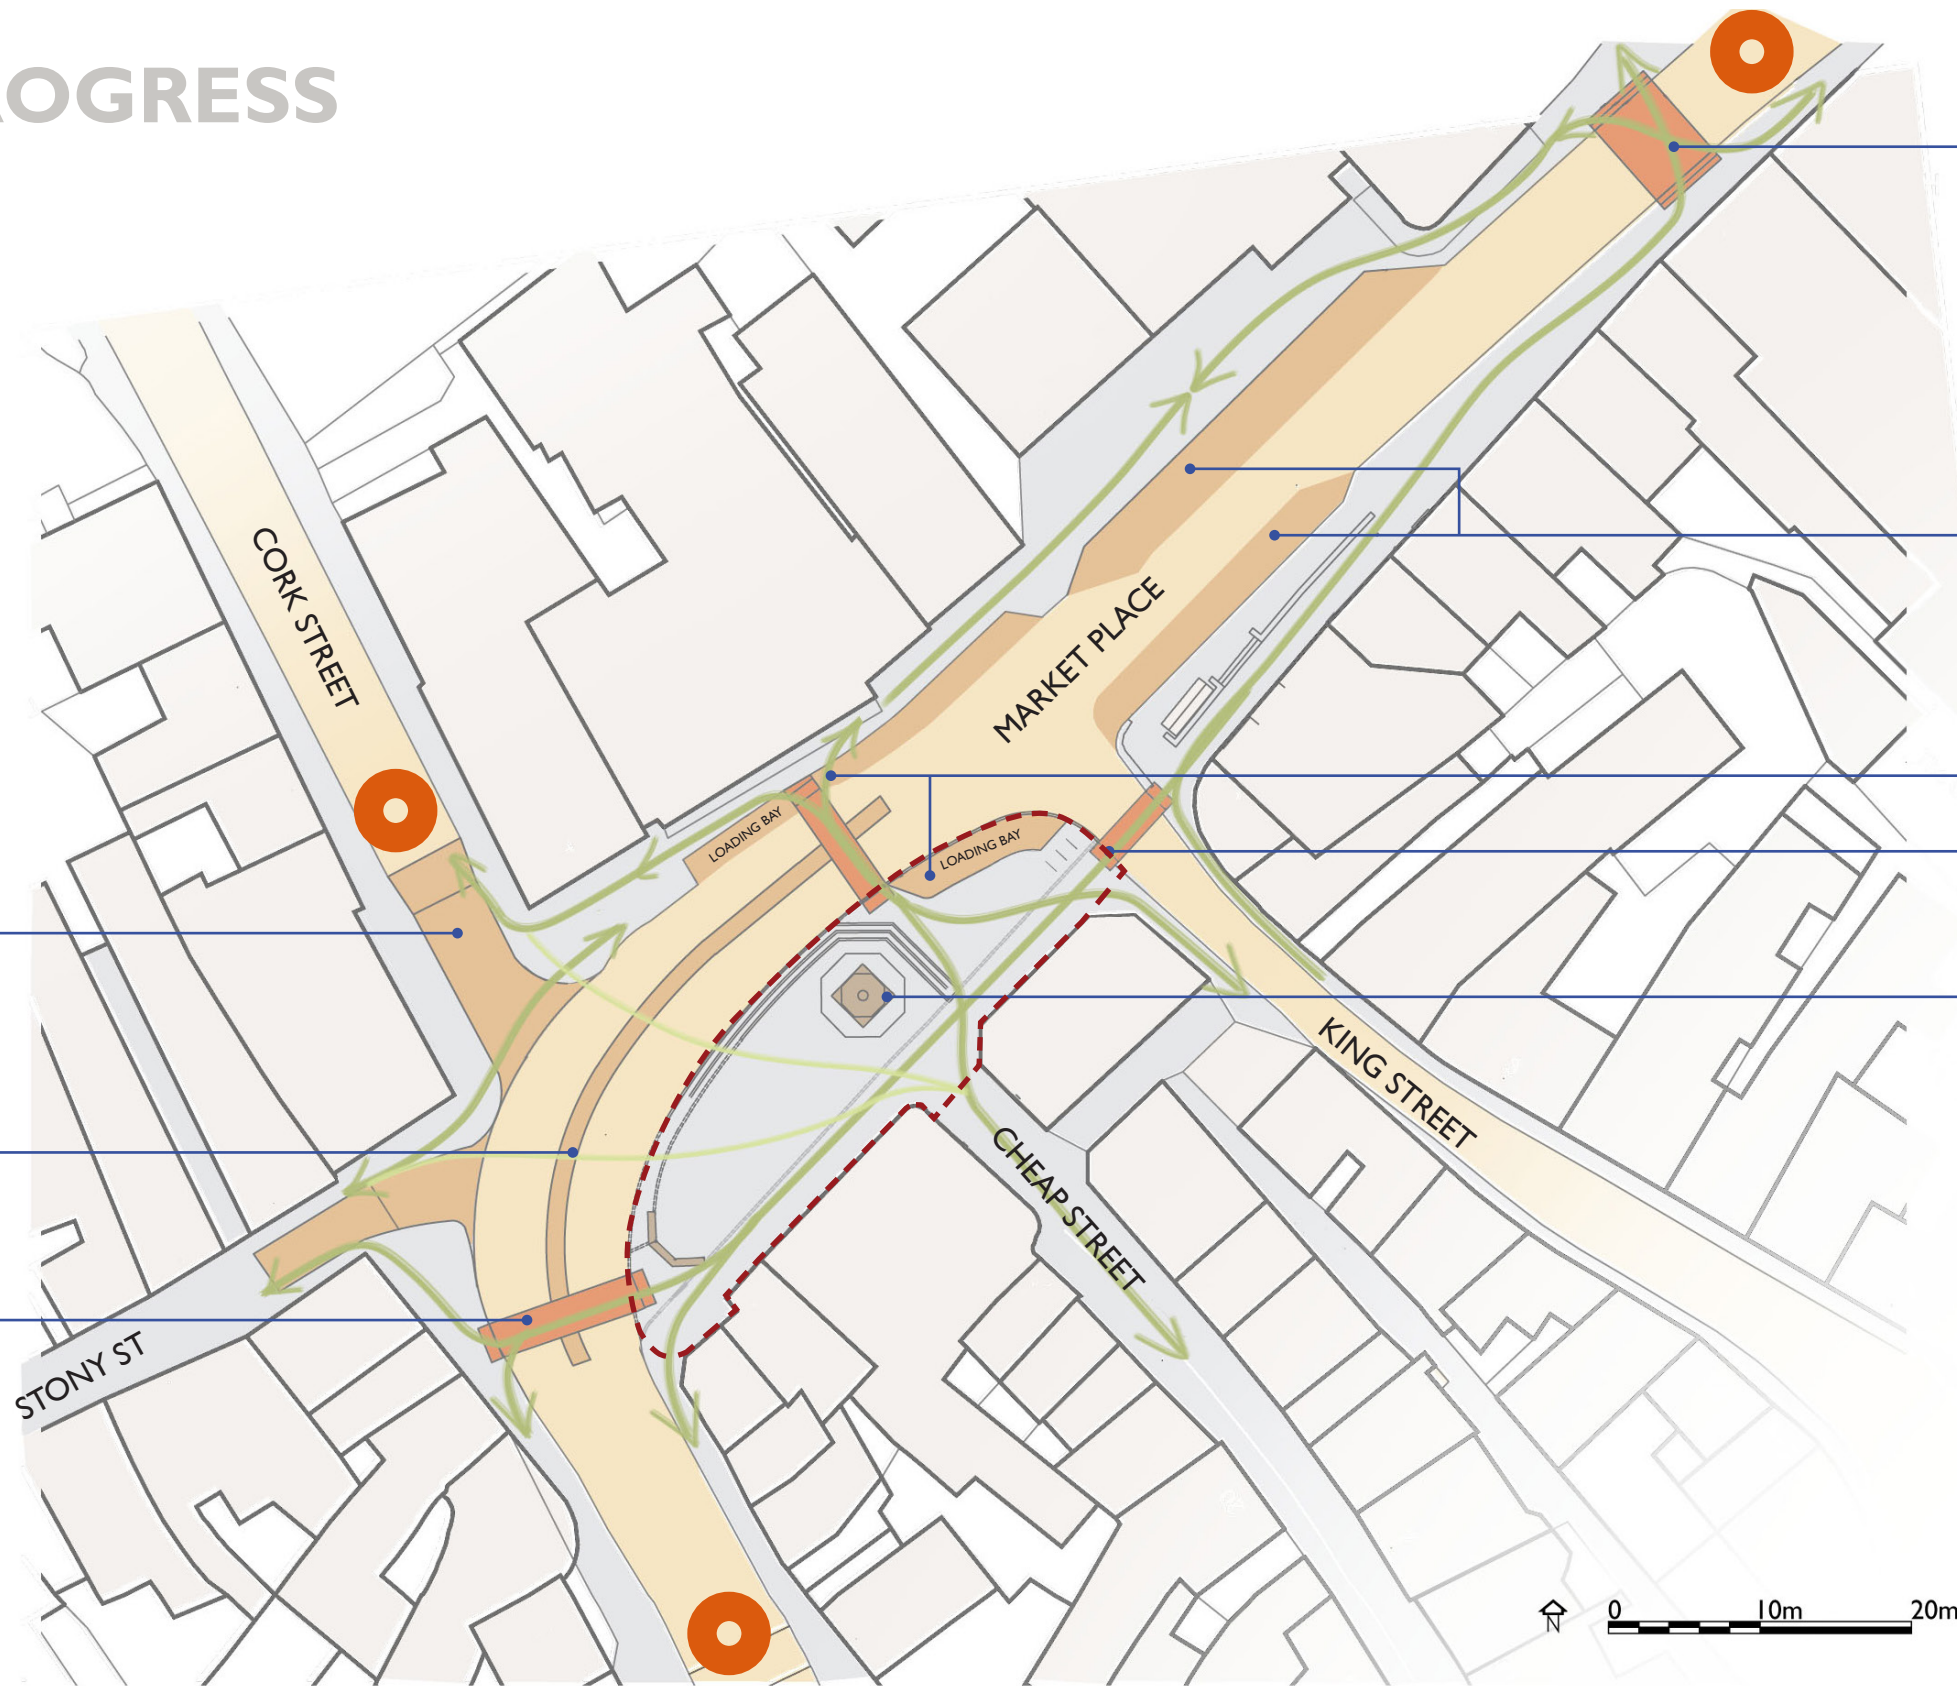 OGRESS
CORK STREET
MARKET PLACE
LOADING BAY
LOADING BAY
KING STREET
CHEAP STREET
STONY ST
N
0 10m 20m